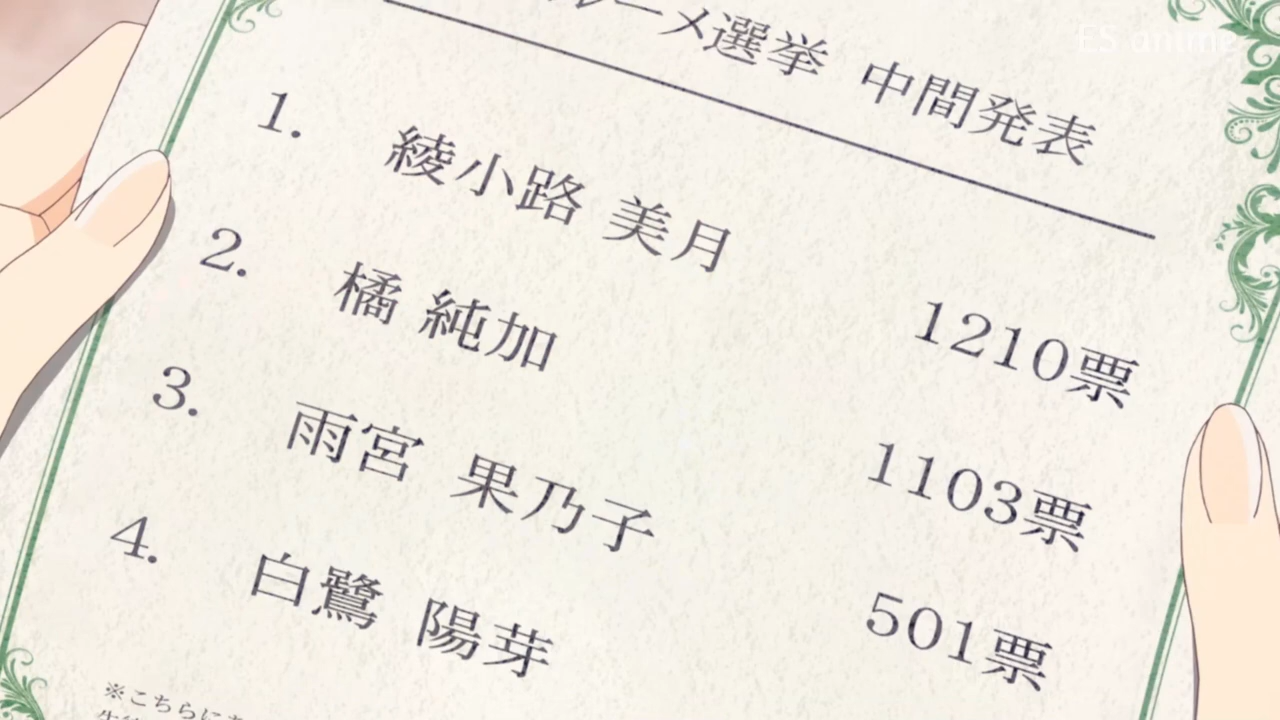 ルーメ選挙 中間発表
ES anime
1. 綾小路 美月 1210票
2. 橘 純加 1103票
3. 雨宮 果乃子 501票
4. 白鷺 陽芽
※こちらに